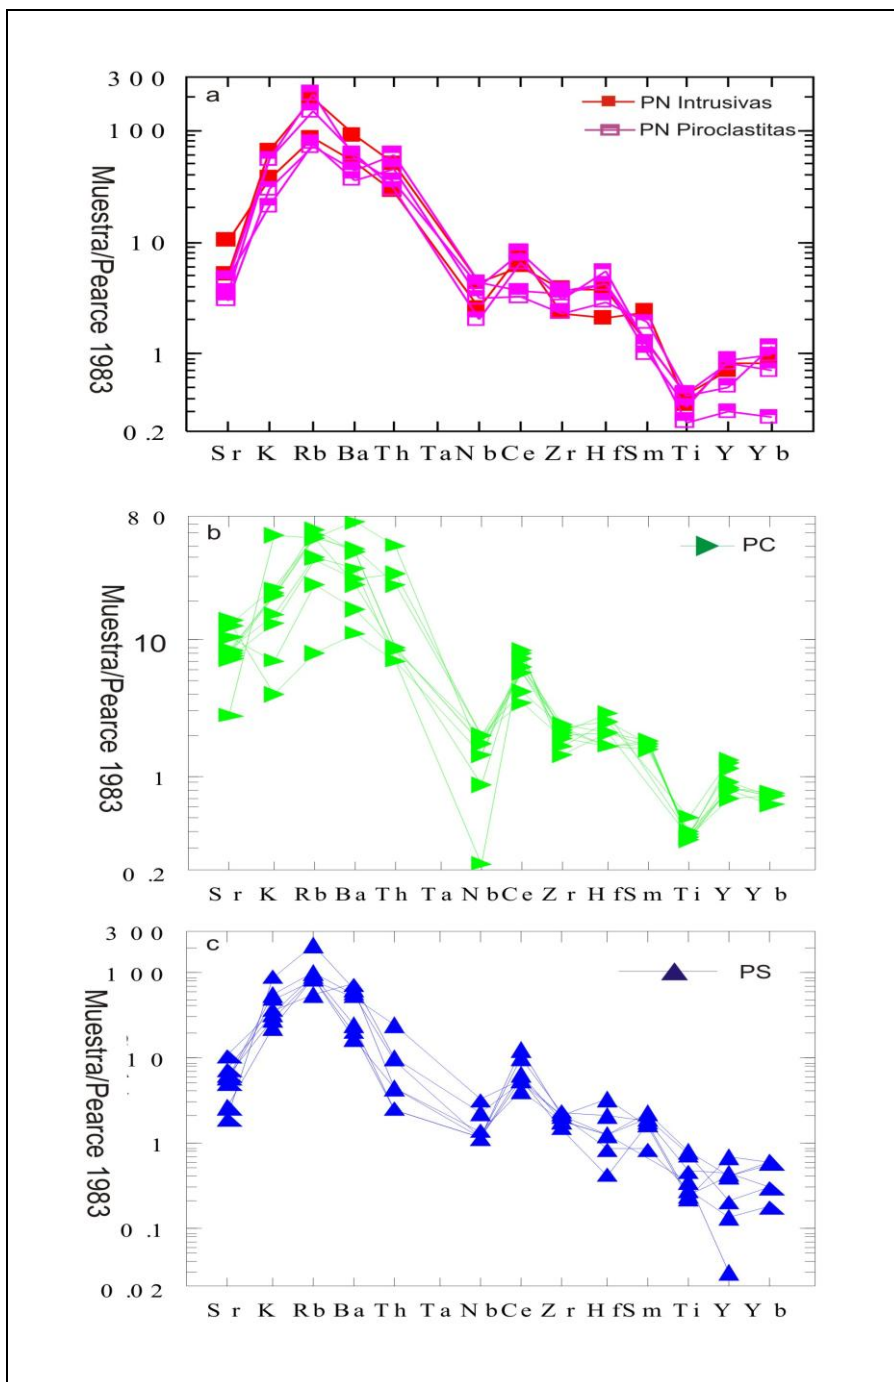 300
a
PN Intrusivas
PN Piroclastitas
100
10
1
0.2
Muestra/Pearce 1983
Sr K Rb Ba Th Ta Nb Ce Zr Hf Sm Ti Y Yb
80
b
PC
10
1
0.2
Muestra/Pearce 1983
Sr K Rb Ba Th Ta Nb Ce Zr Hf Sm Ti Y Yb
300
c
PS
100
10
1
0.1
0.02
Muestra/Pearce 1983
Sr K Rb Ba Th Ta Nb Ce Zr Hf Sm Ti Y Yb